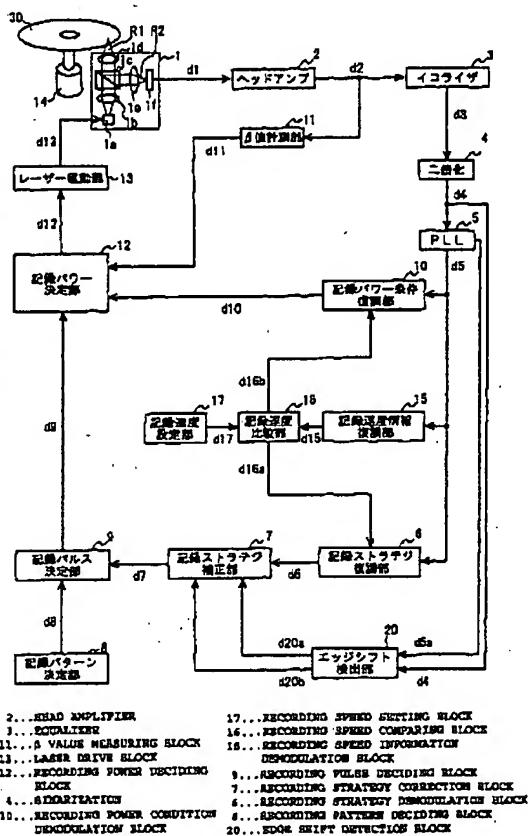 30
R1
R2
1d
1
1c
2
3
14
1e
1f
d1
ヘッドアンプ
d2
イコライザ
1b
11
d3
1a
β値計測部
d13
d11
4
二値化
レーザー駆動部
13
d4
5
PLL
d12
12
d5
記録パワー
決定部
10
記録パワー条件
復調部
d10
d16b
17
16
15
記録速度
設定部
記録速度
比較部
記録速度情報
復調部
d17
d15
d9
d16a
9
7
6
記録パルス
決定部
記録ストラテジ
補正部
記録ストラテジ
復調部
d7
d6
d8
20
d20a
d5a
エッジシフト
検出部
d20b
d4
8
記録パターン
決定部
2...HEAD AMPLIFIER
3...EQUALIZER
11...β VALUE MEASURING BLOCK
13...LASER DRIVE BLOCK
12...RECORDING POWER DECIDING
BLOCK
4...BINARIZATION
10...RECORDING POWER CONDITION
DEMODULATION BLOCK
17...RECORDING SPEED SETTING BLOCK
16...RECORDING SPEED COMPARING BLOCK
15...RECORDING SPEED INFORMATION
DEMODULATION BLOCK
9...RECORDING PULSE DECIDING BLOCK
7...RECORDING STRATEGY CORRECTION BLOCK
6...RECORDING STRATEGY DEMODULATION BLOCK
8...RECORDING PATTERN DECIDING BLOCK
20...EDGE SHIFT DETECTION BLOCK